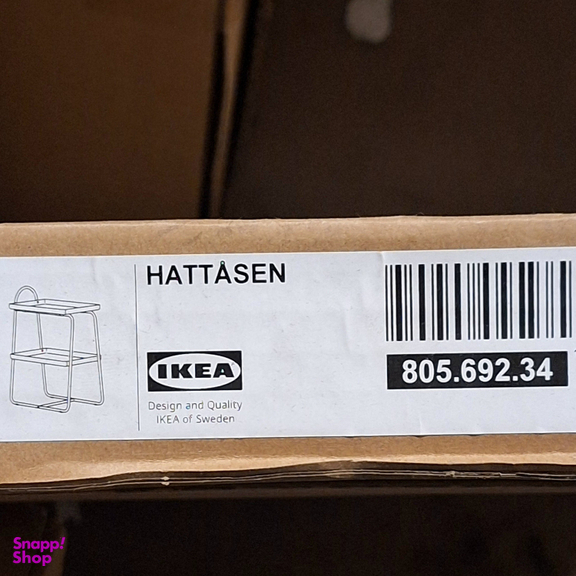 HATTÅSEN
IKEA
Design and Quality
IKEA of Sweden
805.692.34
Snapp!
Shop